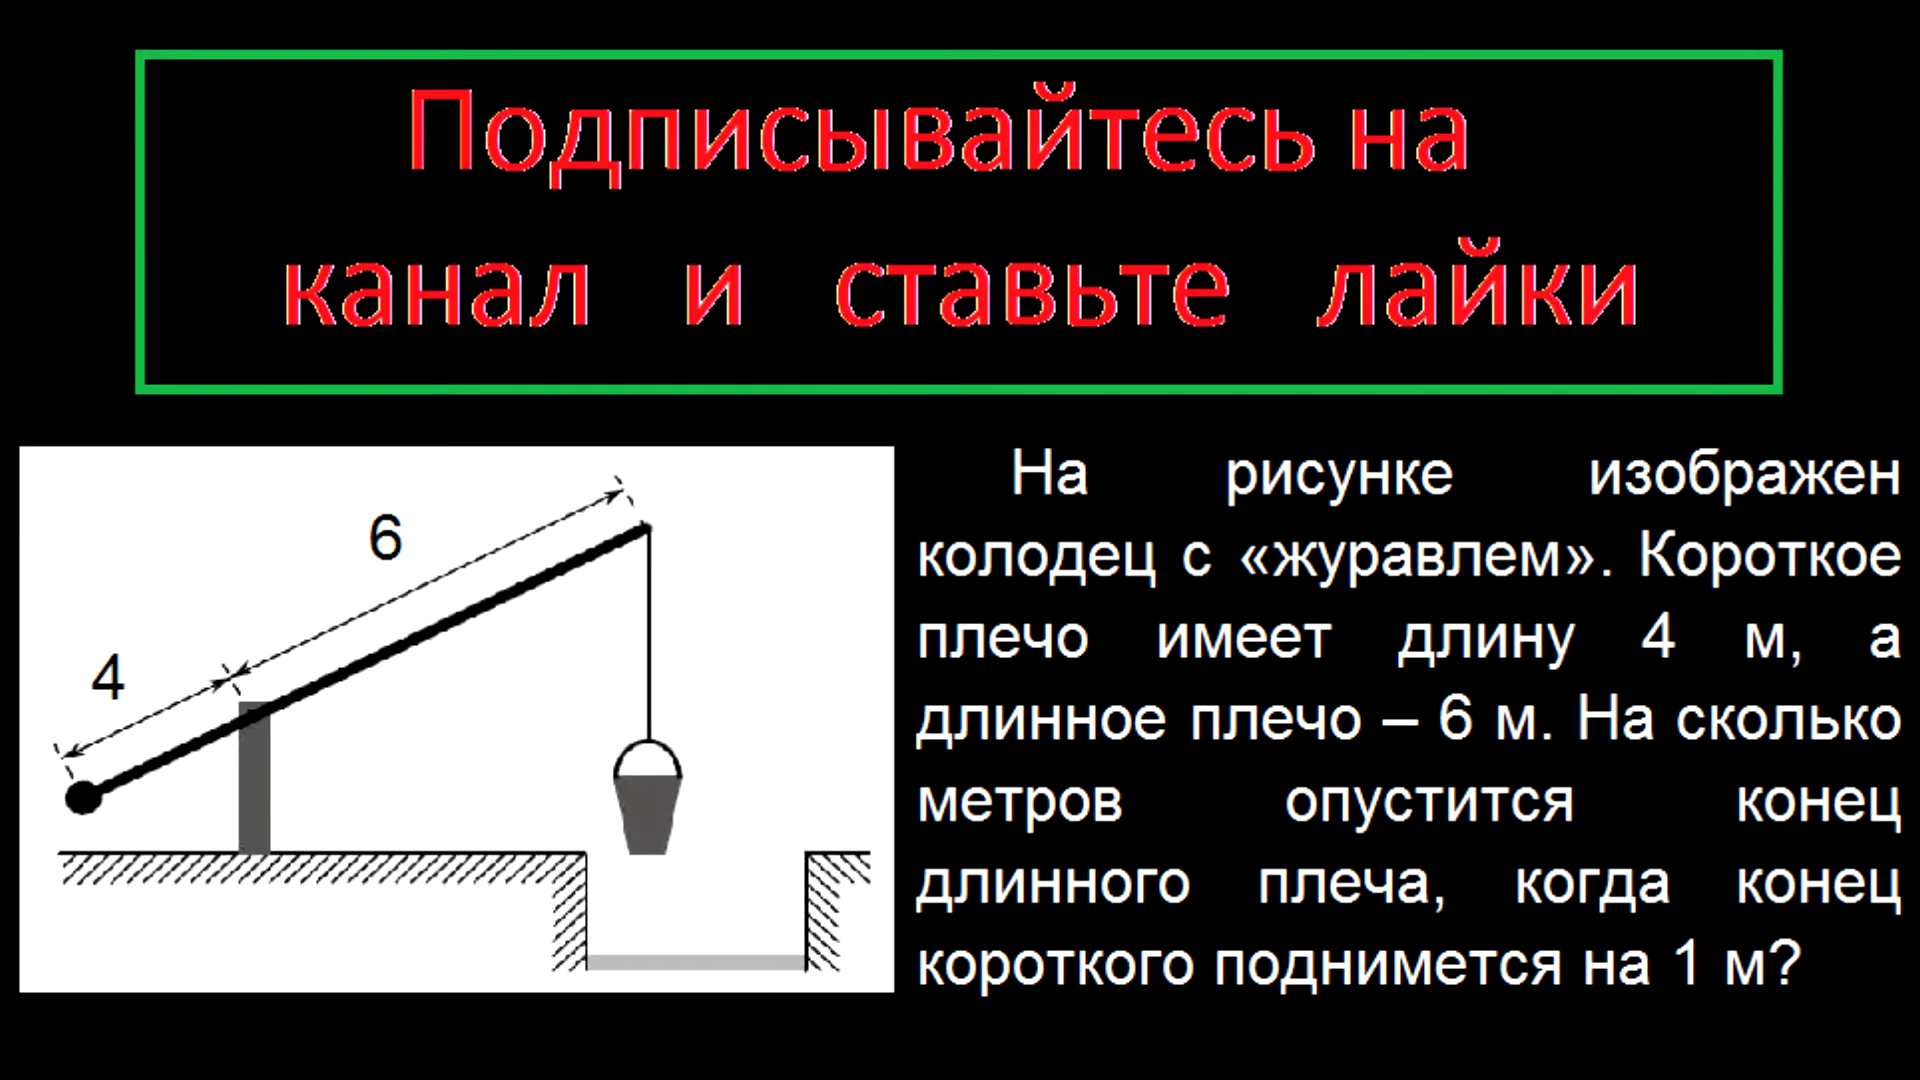 Подписывайтесь на
канал и ставьте лайки
6
4
На рисунке изображен
колодец с «журавлем». Короткое
плечо имеет длину 4 м, а
длинное плечо – 6 м. На сколько
метров опустится конец
длинного плеча, когда конец
короткого поднимется на 1 м?